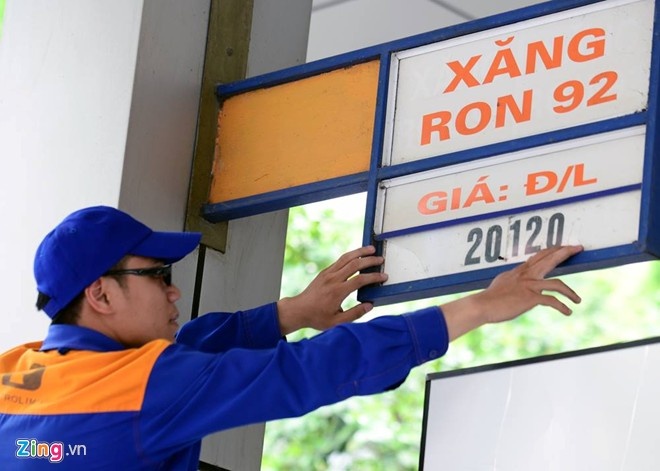 XĂNG
RON 92
GIÁ: Đ/L
20120
Zing.vn